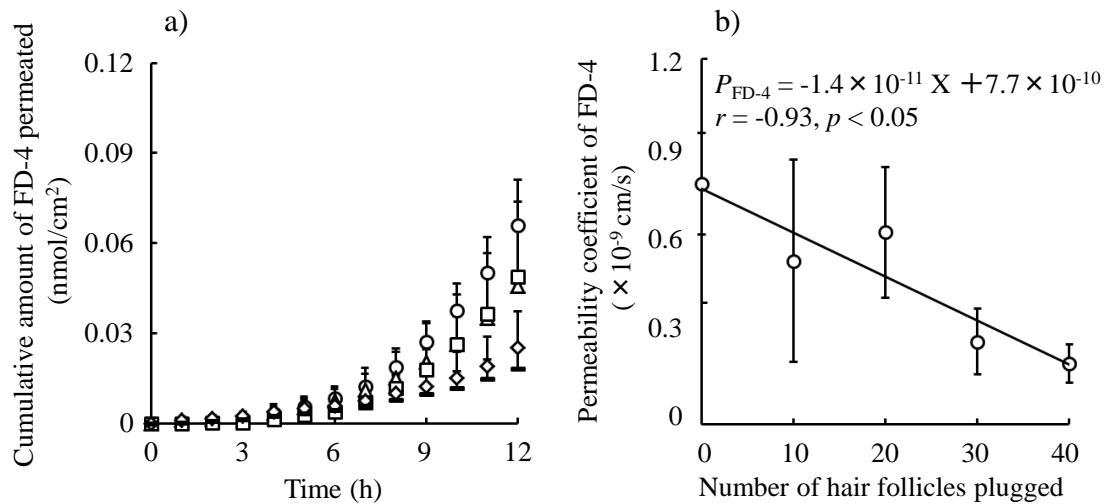 a)
Cumulative amount of FD-4 permeated
(nmol/cm²)
0.12
0.09
0.06
0.03
0
0 3 6 9 12
Time (h)
b)
Permeability coefficient of FD-4
(×10⁻⁹ cm/s)
1.2
0.9
0.6
0.3
0
P_FD-4 = -1.4×10⁻¹¹ X +7.7×10⁻¹⁰
r = -0.93, p < 0.05
0 10 20 30 40
Number of hair follicles plugged